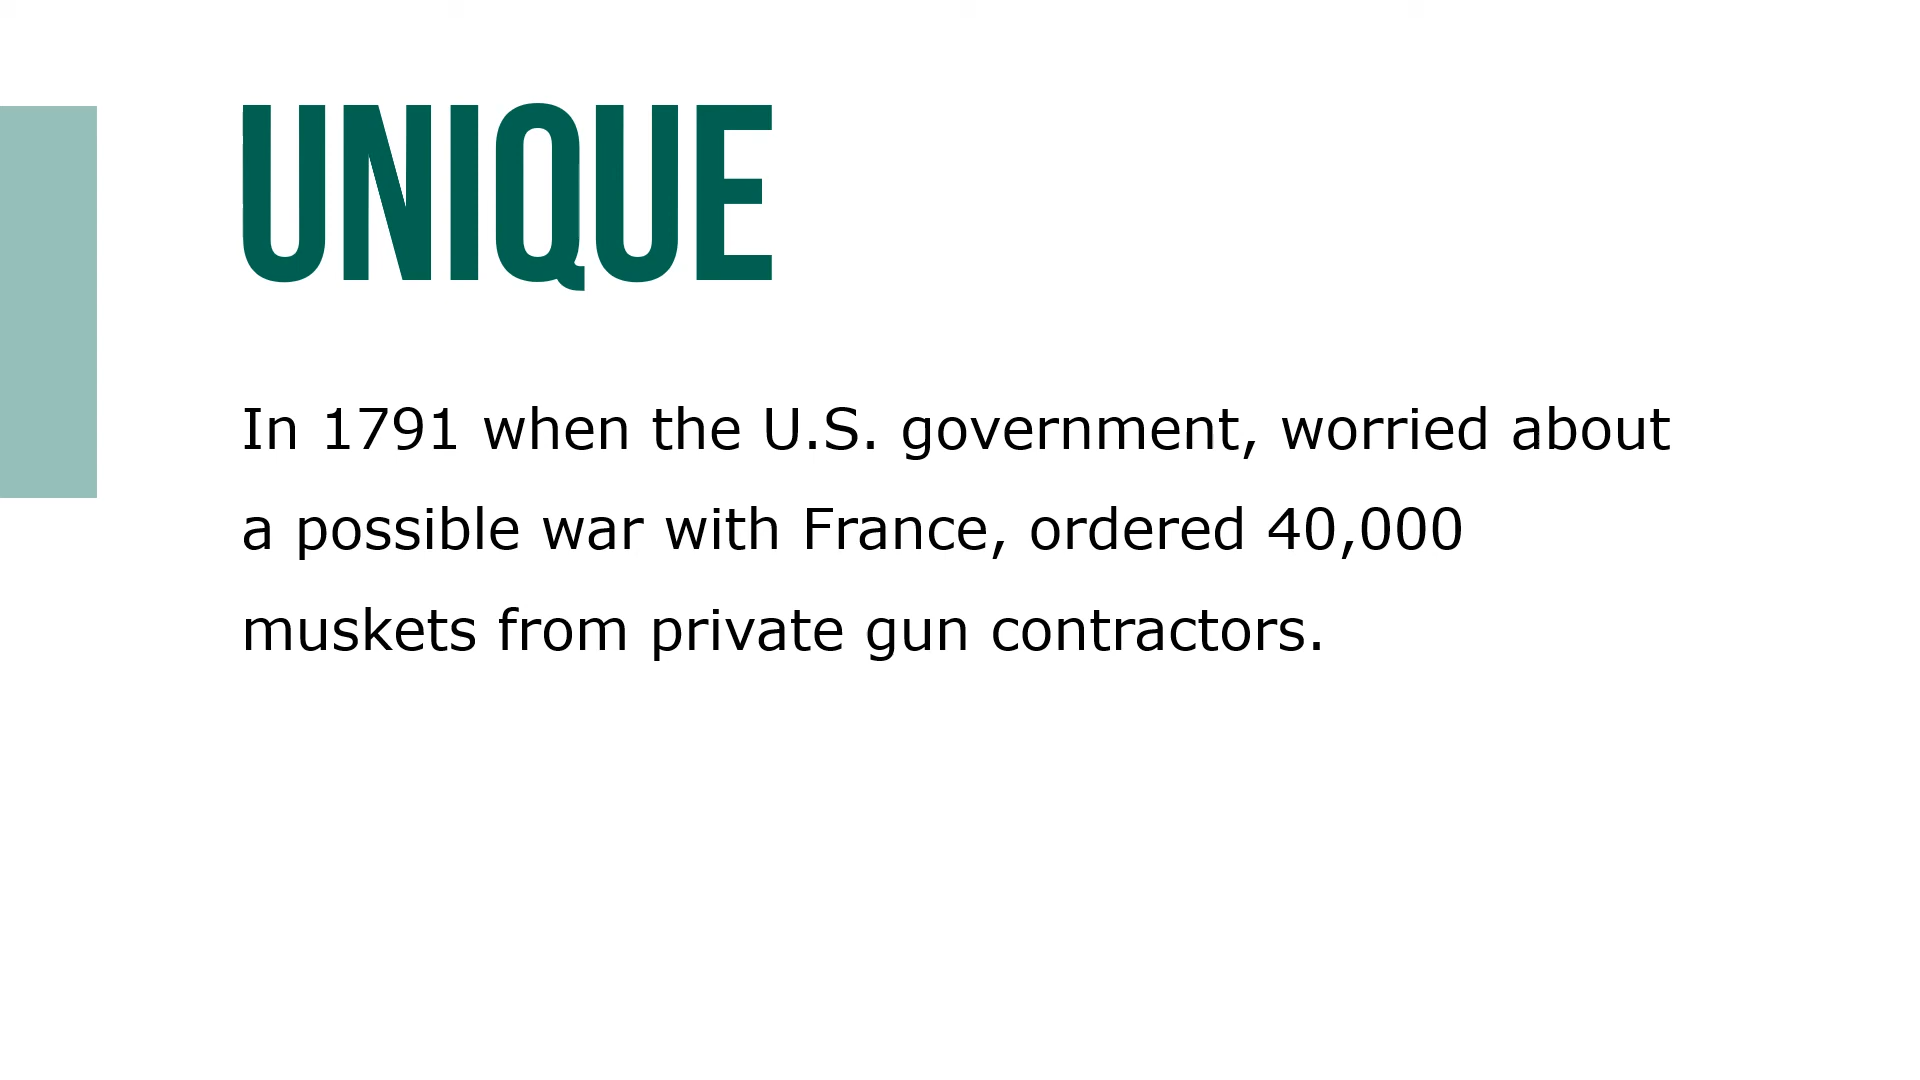 UNIQUE
In 1791 when the U.S. government, worried about
a possible war with France, ordered 40,000
muskets from private gun contractors.